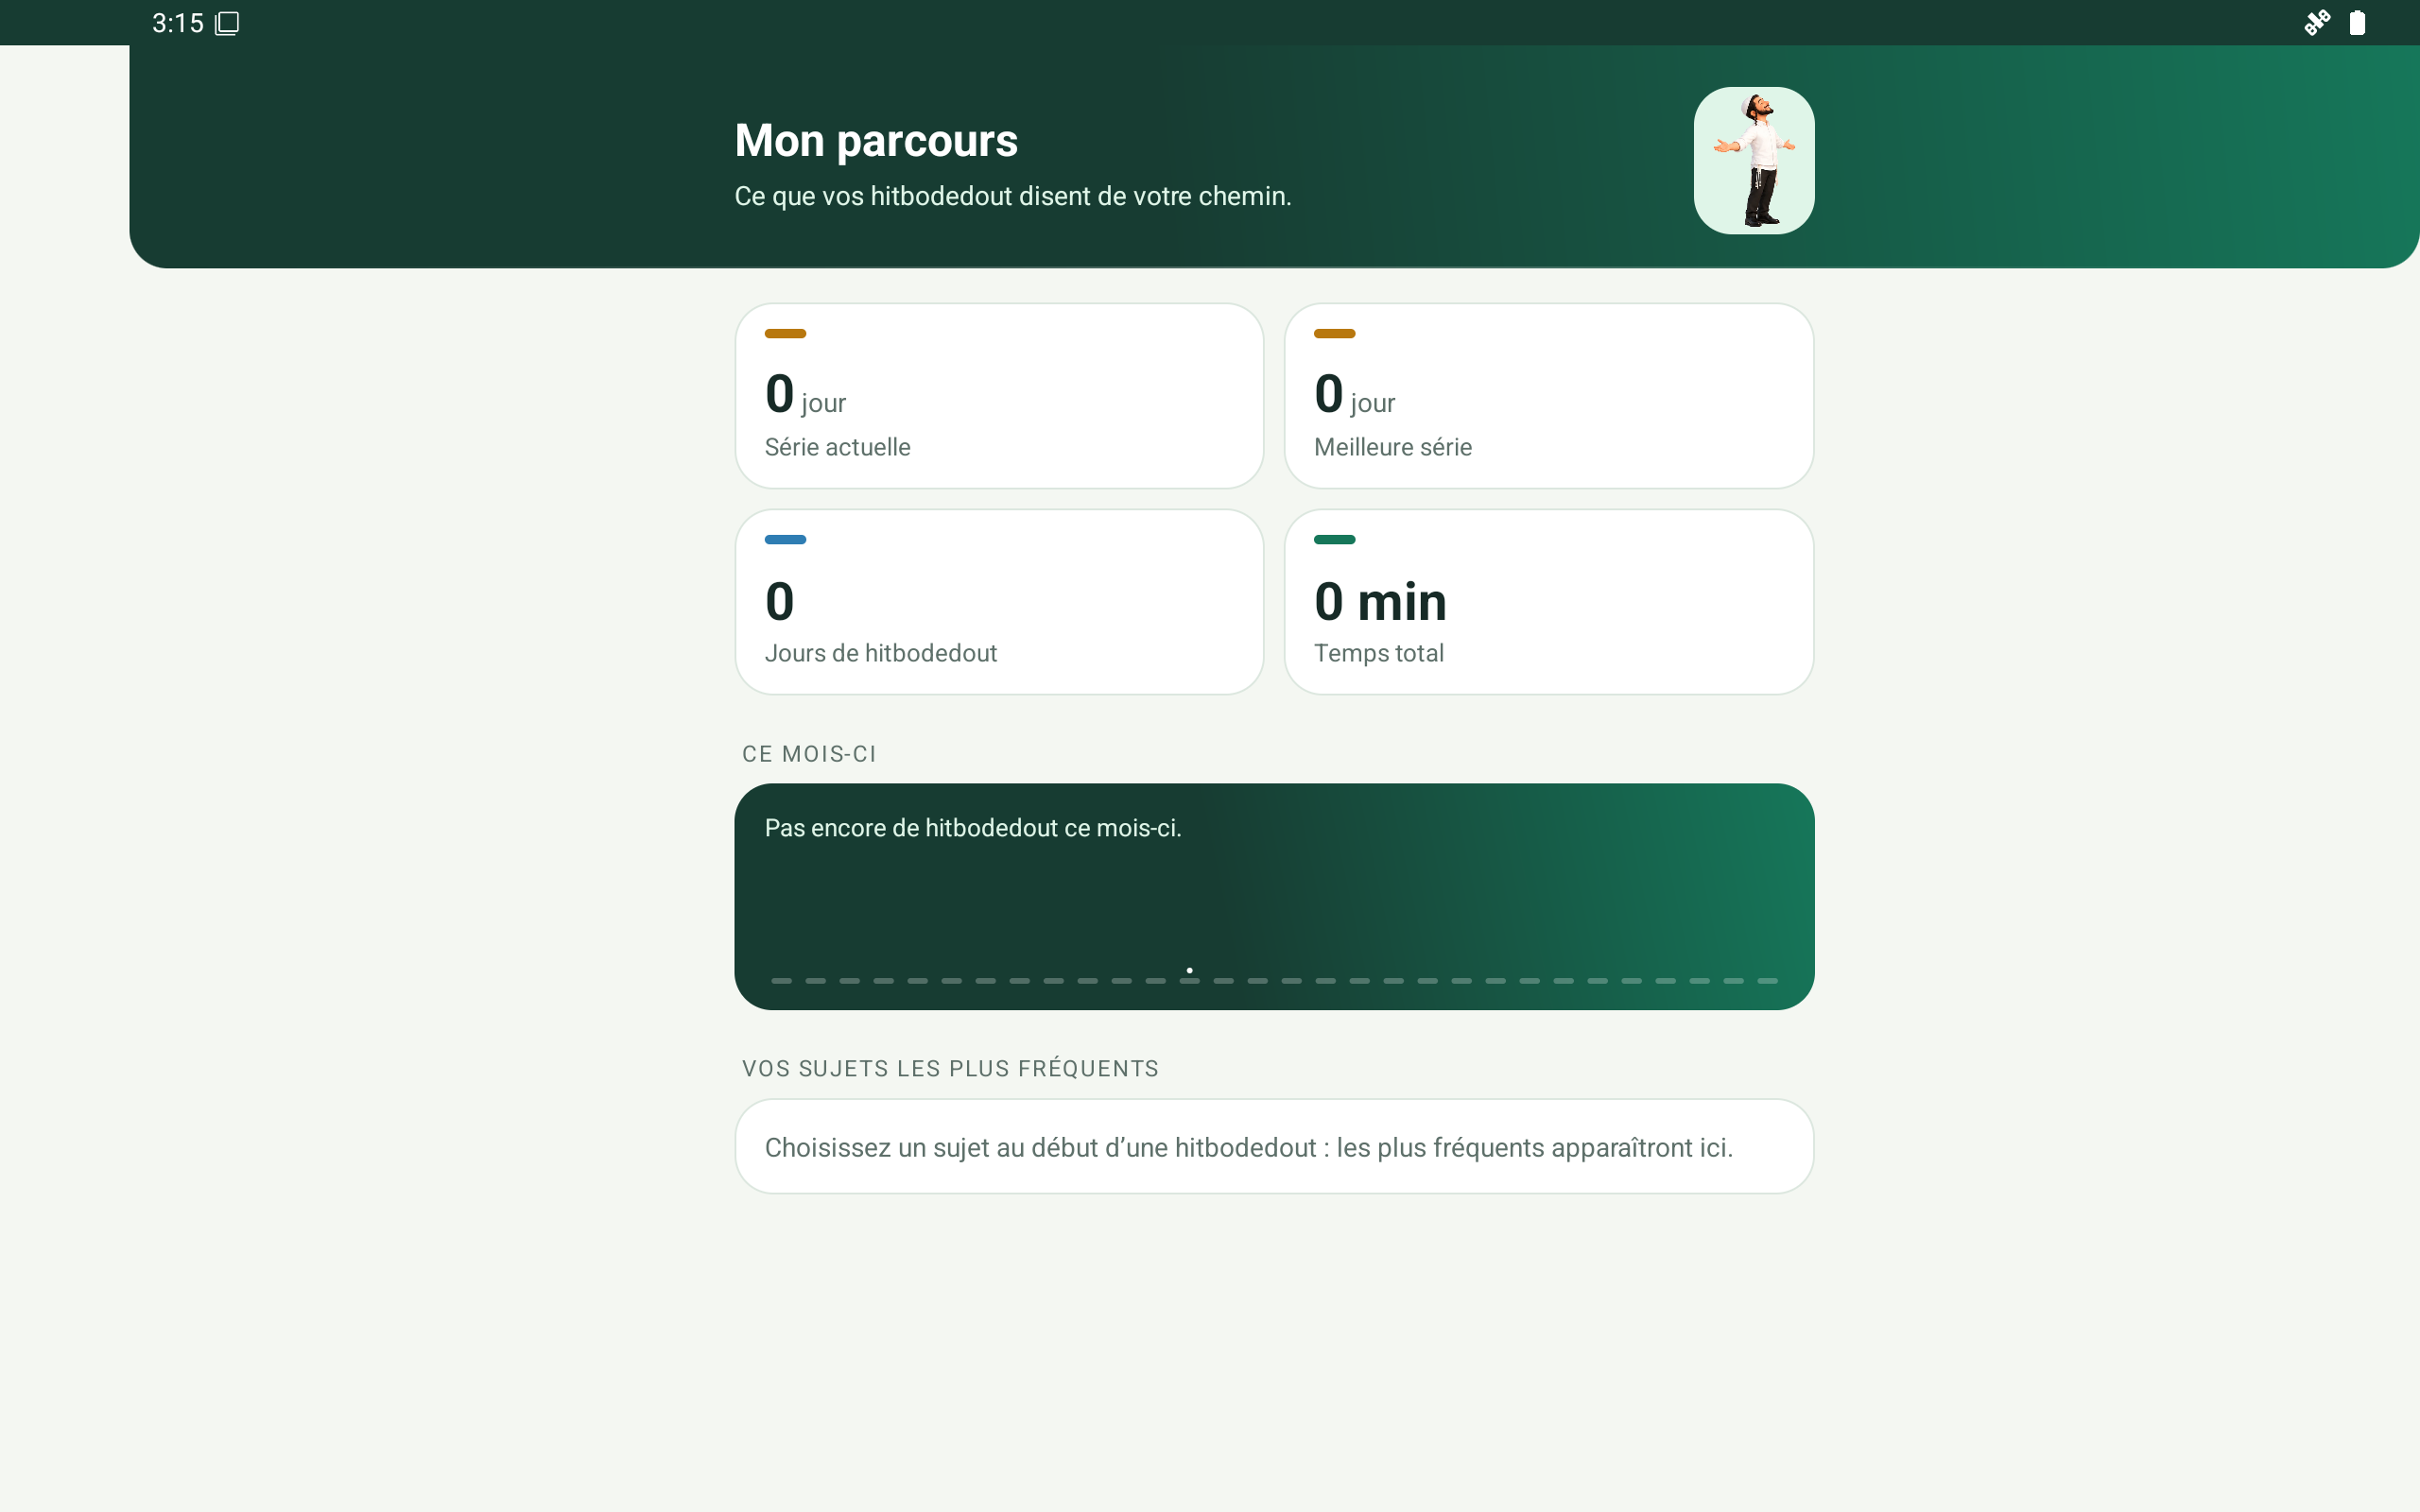 3:15
Mon parcours
Ce que vos hitbodedout disent de votre chemin.
0 jour
Série actuelle
0 jour
Meilleure série
0
Jours de hitbodedout
0 min
Temps total
CE MOIS-CI
Pas encore de hitbodedout ce mois-ci.
VOS SUJETS LES PLUS FRÉQUENTS
Choisissez un sujet au début d’une hitbodedout : les plus fréquents apparaîtront ici.